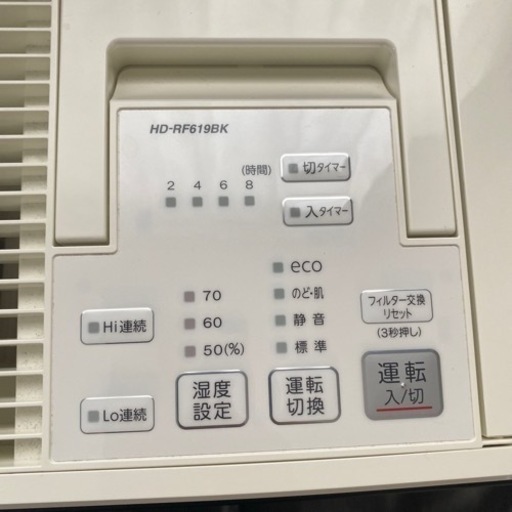 HD-RF619BK
(時間)
2 4 6 8
切タイマー
入タイマー
eco
70
のど・肌
60
静音
50(%)
標準
Hi連続
Lo連続
湿度
設定
運転
切換
フィルター交換
リセット
(3秒押し)
運転
入/切